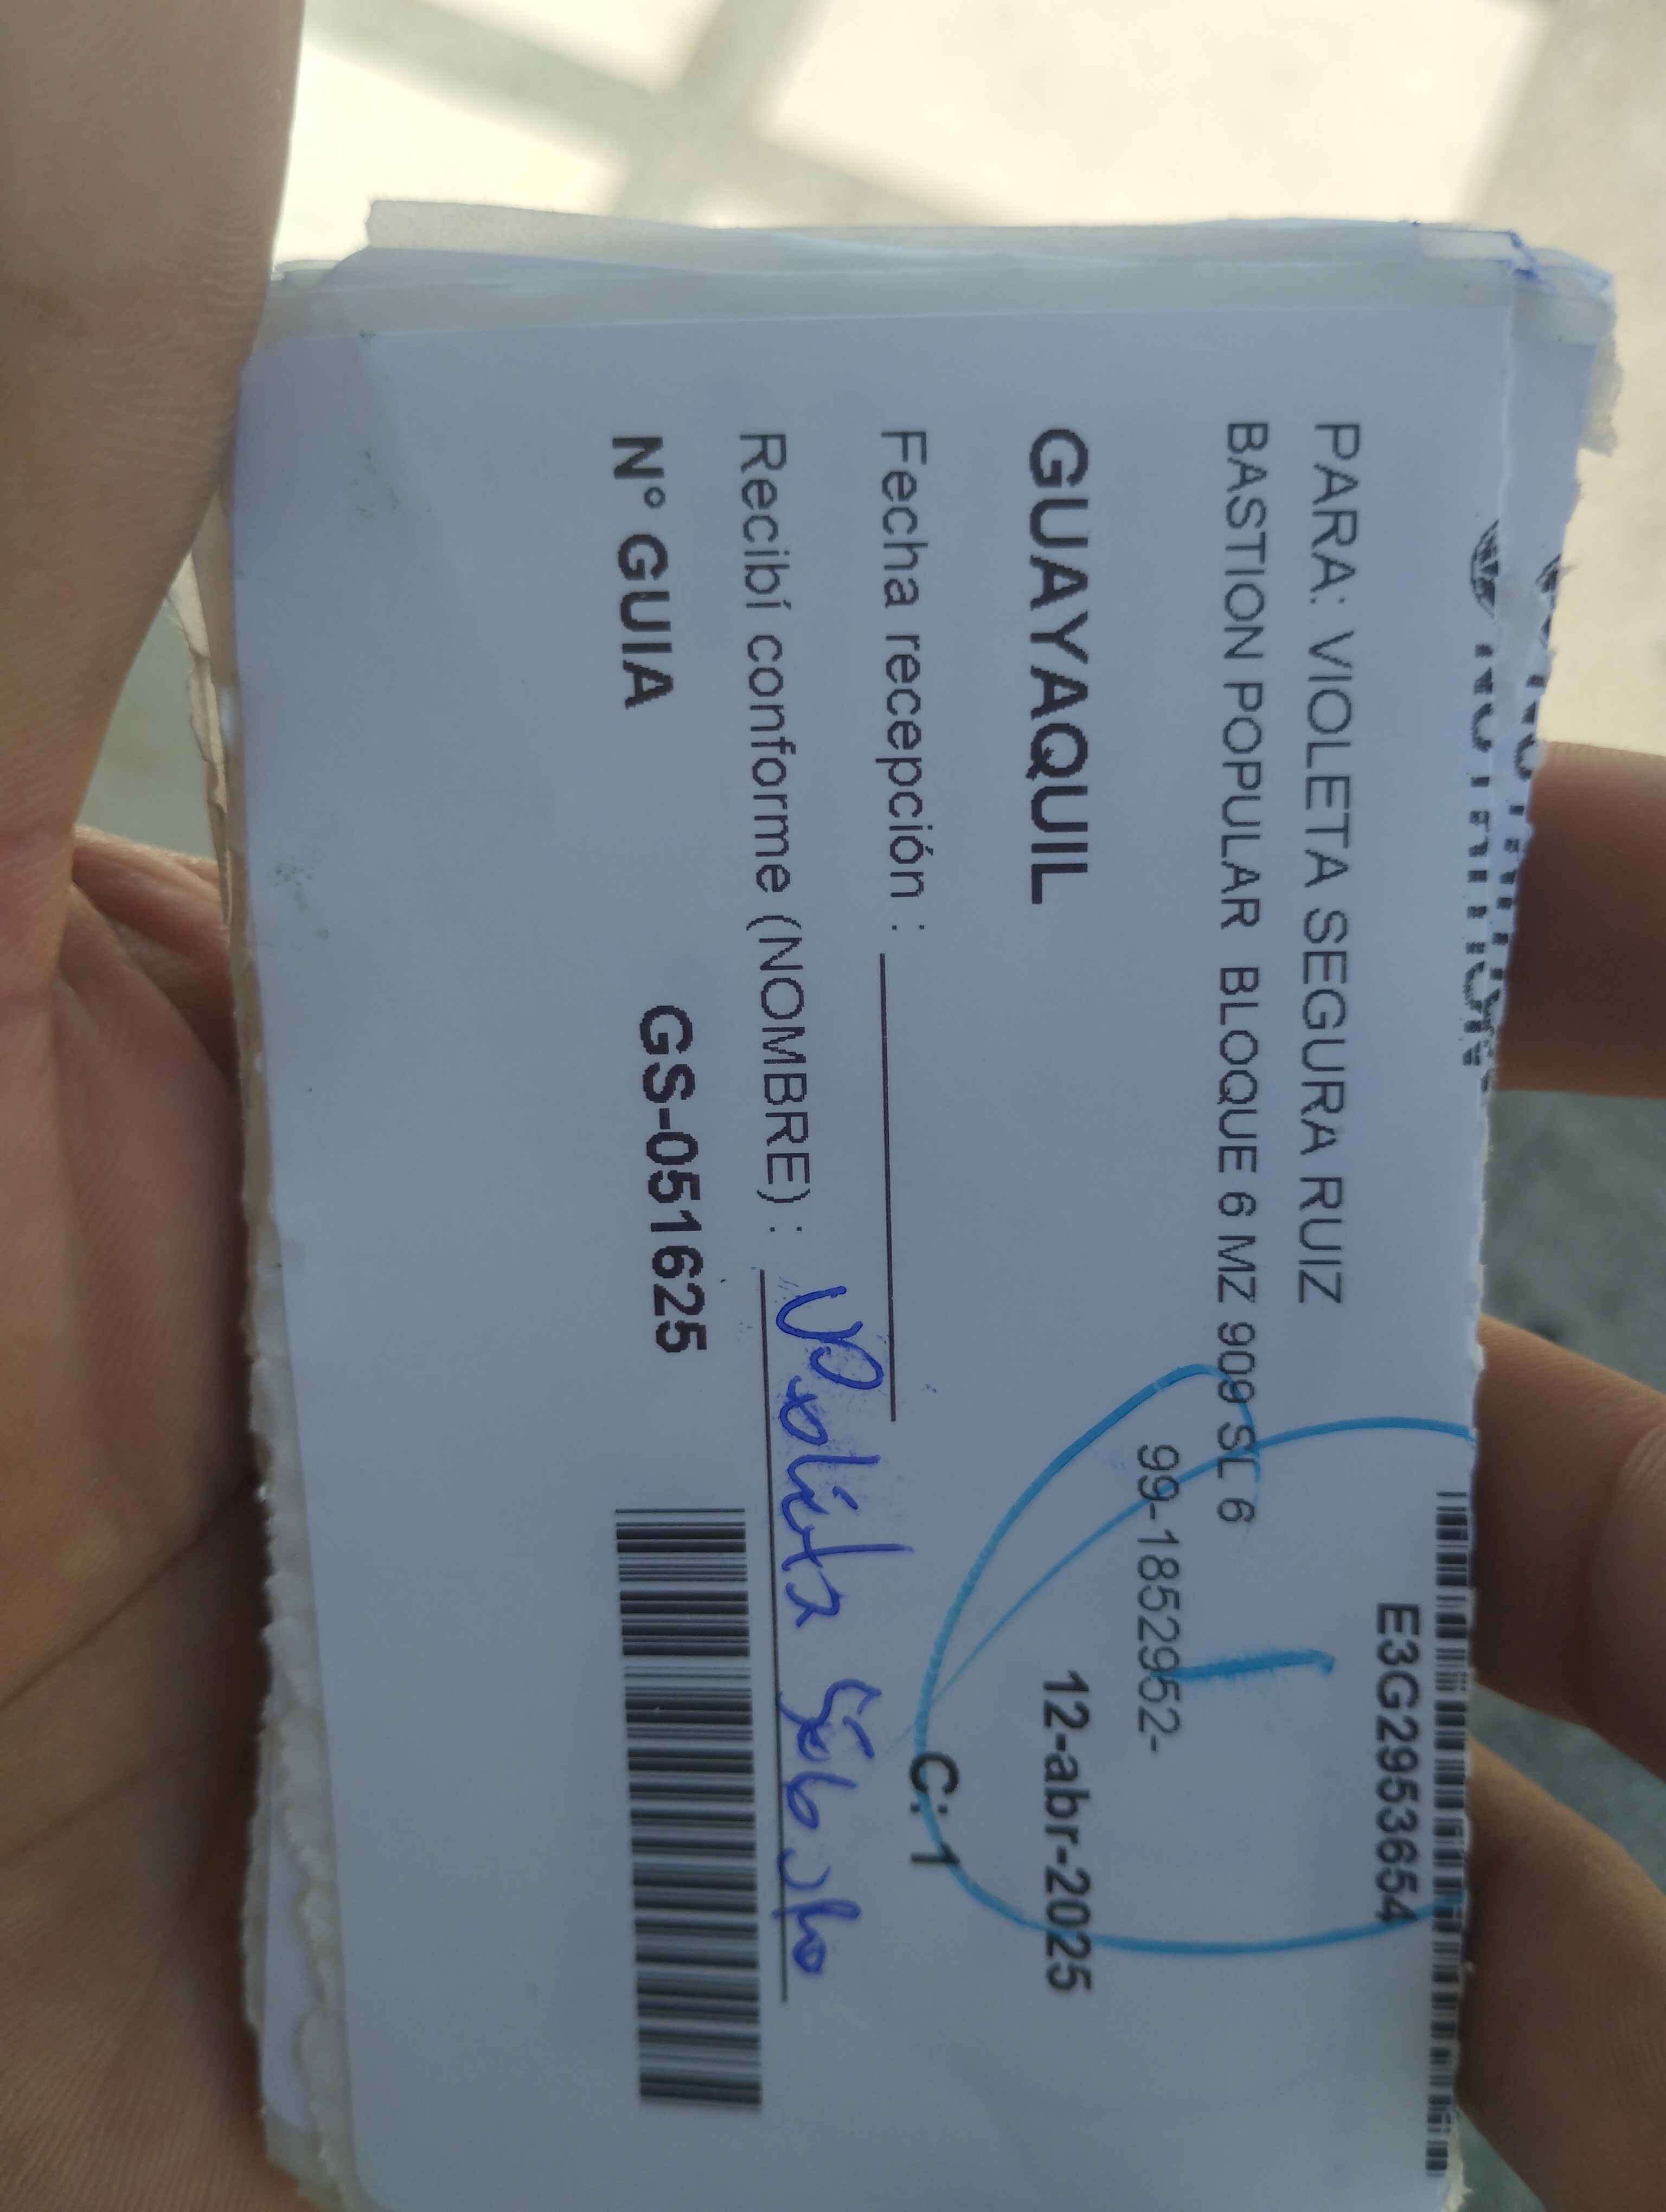 E3G2953654
PARA: VIOLETA SEGURA RUIZ
BASTION POPULAR BLOQUE 6 MZ 909 SL 6
99-1852952-
GUAYAQUIL 12-abr-2025
Fecha recepción :
C: 1
Recibí conforme (NOMBRE) : Violeta
N° GUIA GS-051625